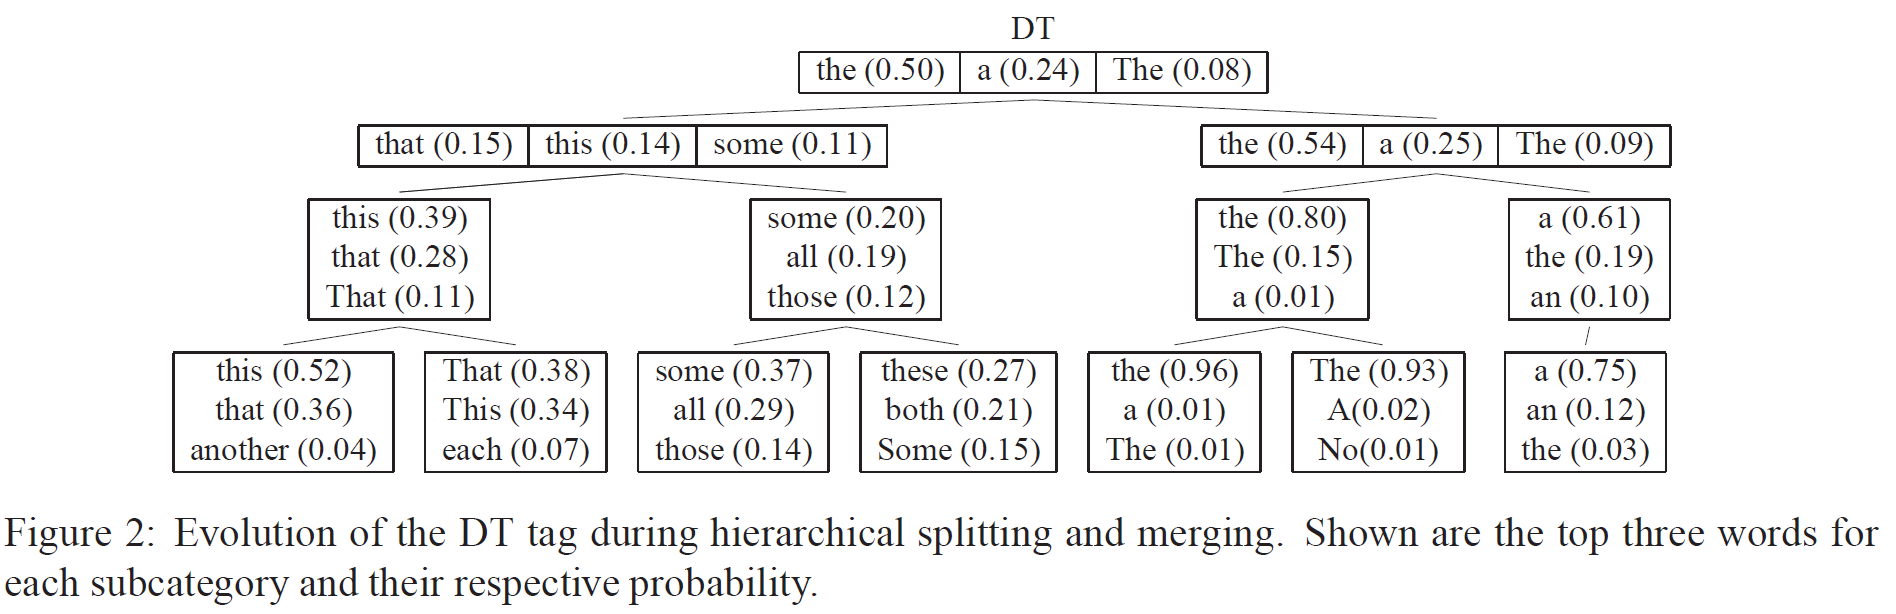 DT
the (0.50) a (0.24) The (0.08)
that (0.15) this (0.14) some (0.11)
the (0.54) a (0.25) The (0.09)
this (0.39)
that (0.28)
That (0.11)
some (0.20)
all (0.19)
those (0.12)
the (0.80)
The (0.15)
a (0.01)
a (0.61)
the (0.19)
an (0.10)
this (0.52)
that (0.36)
another (0.04)
That (0.38)
This (0.34)
each (0.07)
some (0.37)
all (0.29)
those (0.14)
these (0.27)
both (0.21)
Some (0.15)
the (0.96)
a (0.01)
The (0.01)
The (0.93)
A(0.02)
No(0.01)
a (0.75)
an (0.12)
the (0.03)
Figure 2: Evolution of the DT tag during hierarchical splitting and merging. Shown are the top three words for
each subcategory and their respective probability.